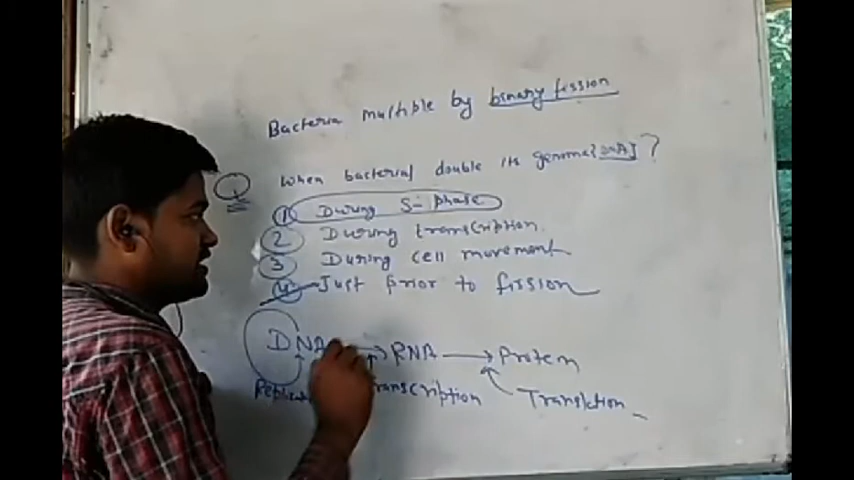 Bacteria multiple by binary fission
Q When bacterial double its genome [DNA] ?
1 During S- phase
2 During transcription.
3 During cell movement
4 Just prior to fission
DNA → RNA → Protein
Translation